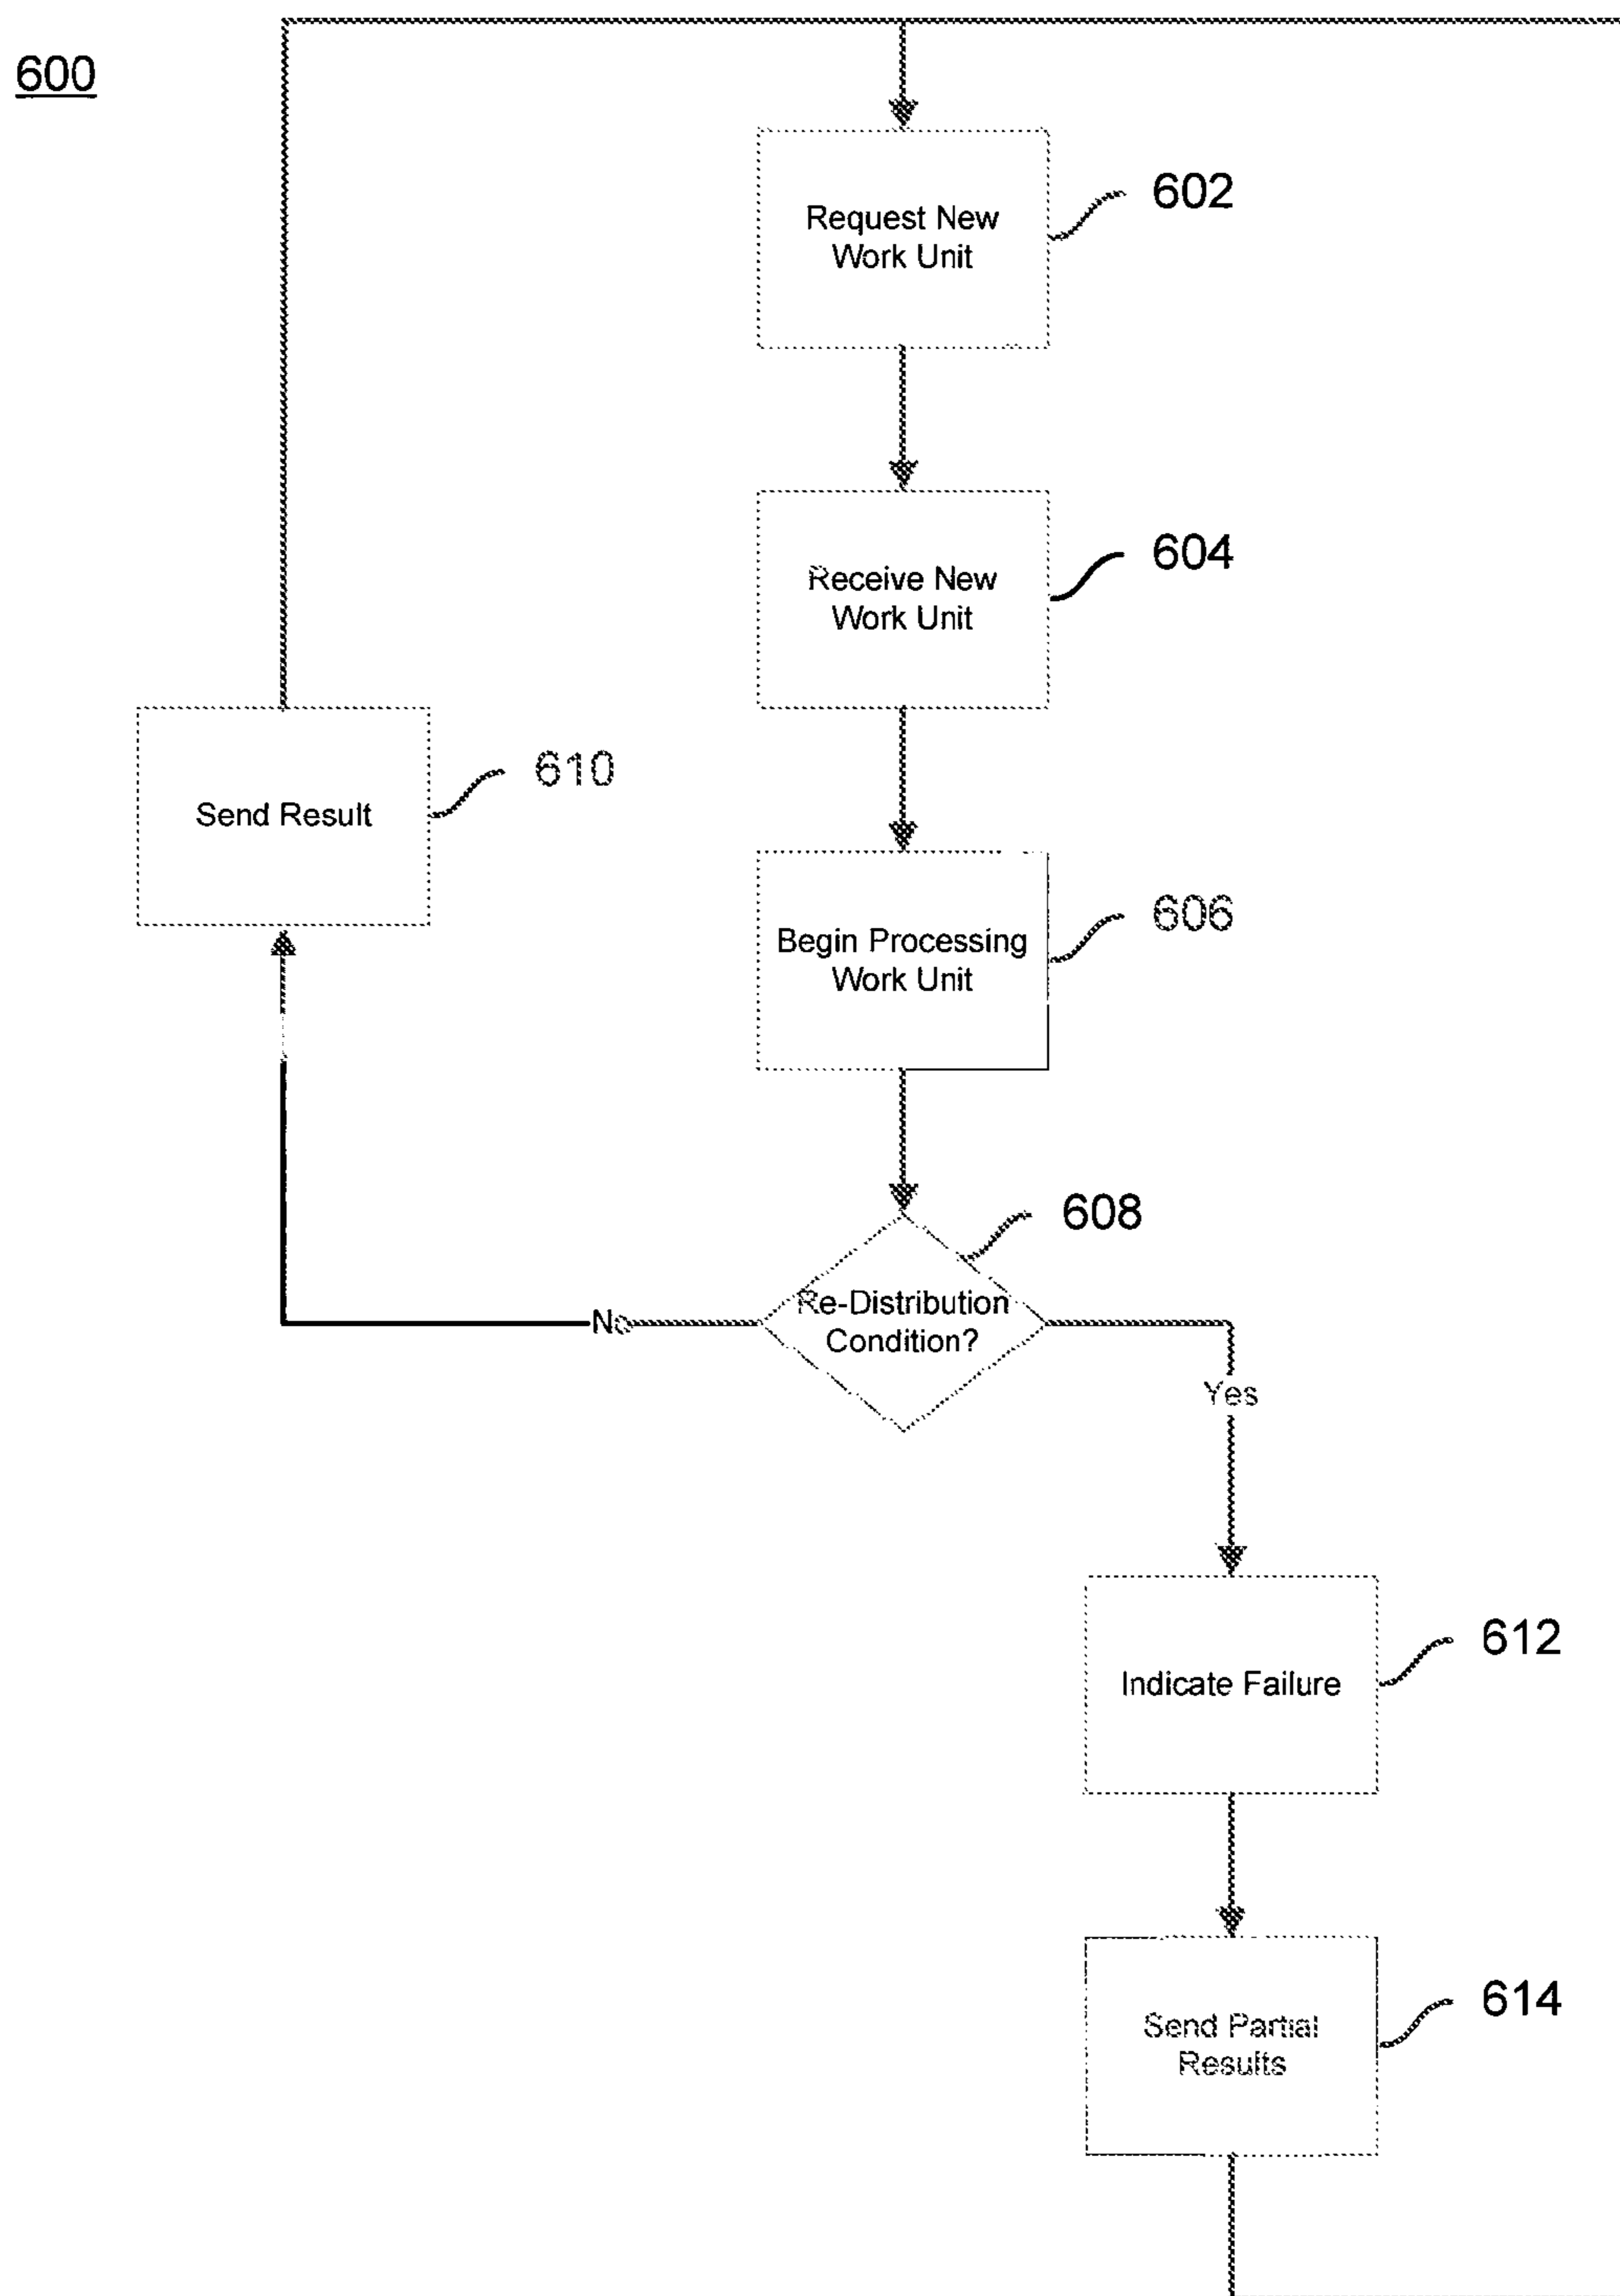 600
Request New
Work Unit
602
Receive New
Work Unit
604
Send Result
610
Begin Processing
Work Unit
606
608
Re-Distribution
Condition?
No
Yes
Indicate Failure
612
Send Partial
Results
614